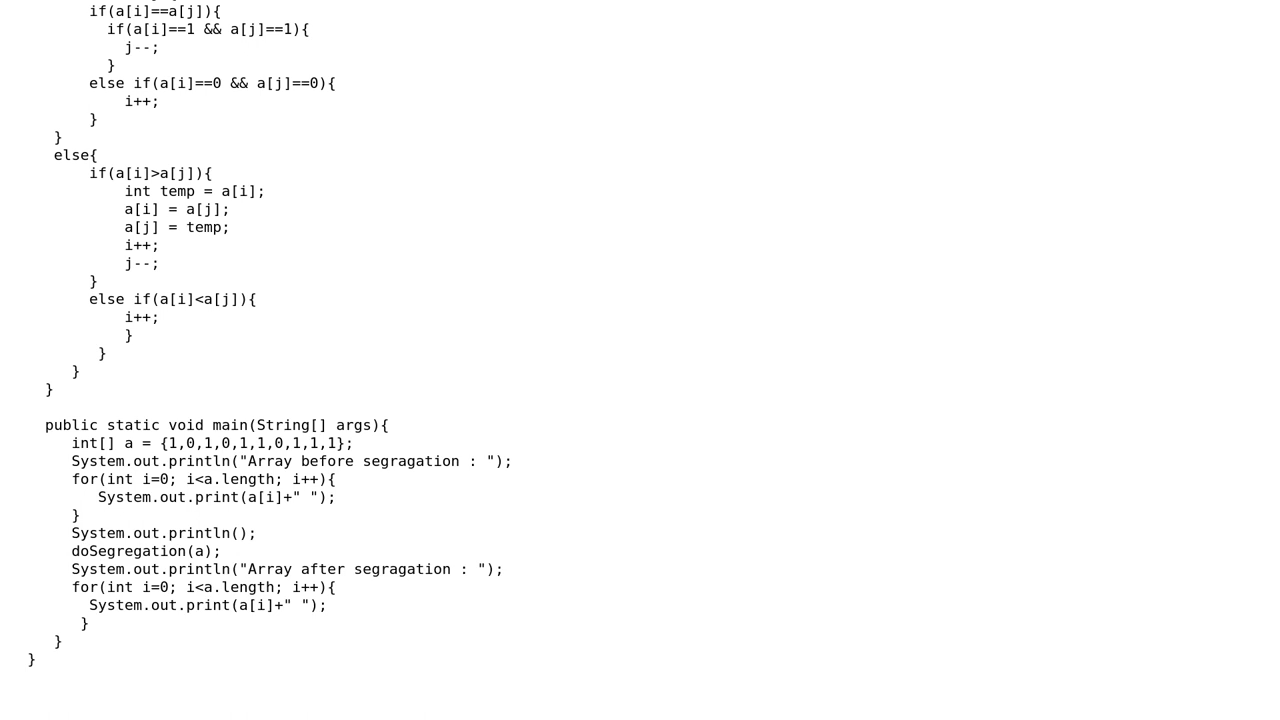 if(a[i]==a[j]){
if(a[i]==1 && a[j]==1){
j--;
}
else if(a[i]==0 && a[j]==0){
i++;
}
}
else{
if(a[i]>a[j]){
int temp = a[i];
a[i] = a[j];
a[j] = temp;
i++;
j--;
}
else if(a[i]<a[j]){
i++;
}
}
}
}
public static void main(String[] args){
int[] a = {1,0,1,0,1,1,0,1,1,1};
System.out.println("Array before segragation : ");
for(int i=0; i<a.length; i++){
System.out.print(a[i]+" ");
}
System.out.println();
doSegregation(a);
System.out.println("Array after segragation : ");
for(int i=0; i<a.length; i++){
System.out.print(a[i]+" ");
}
}
}